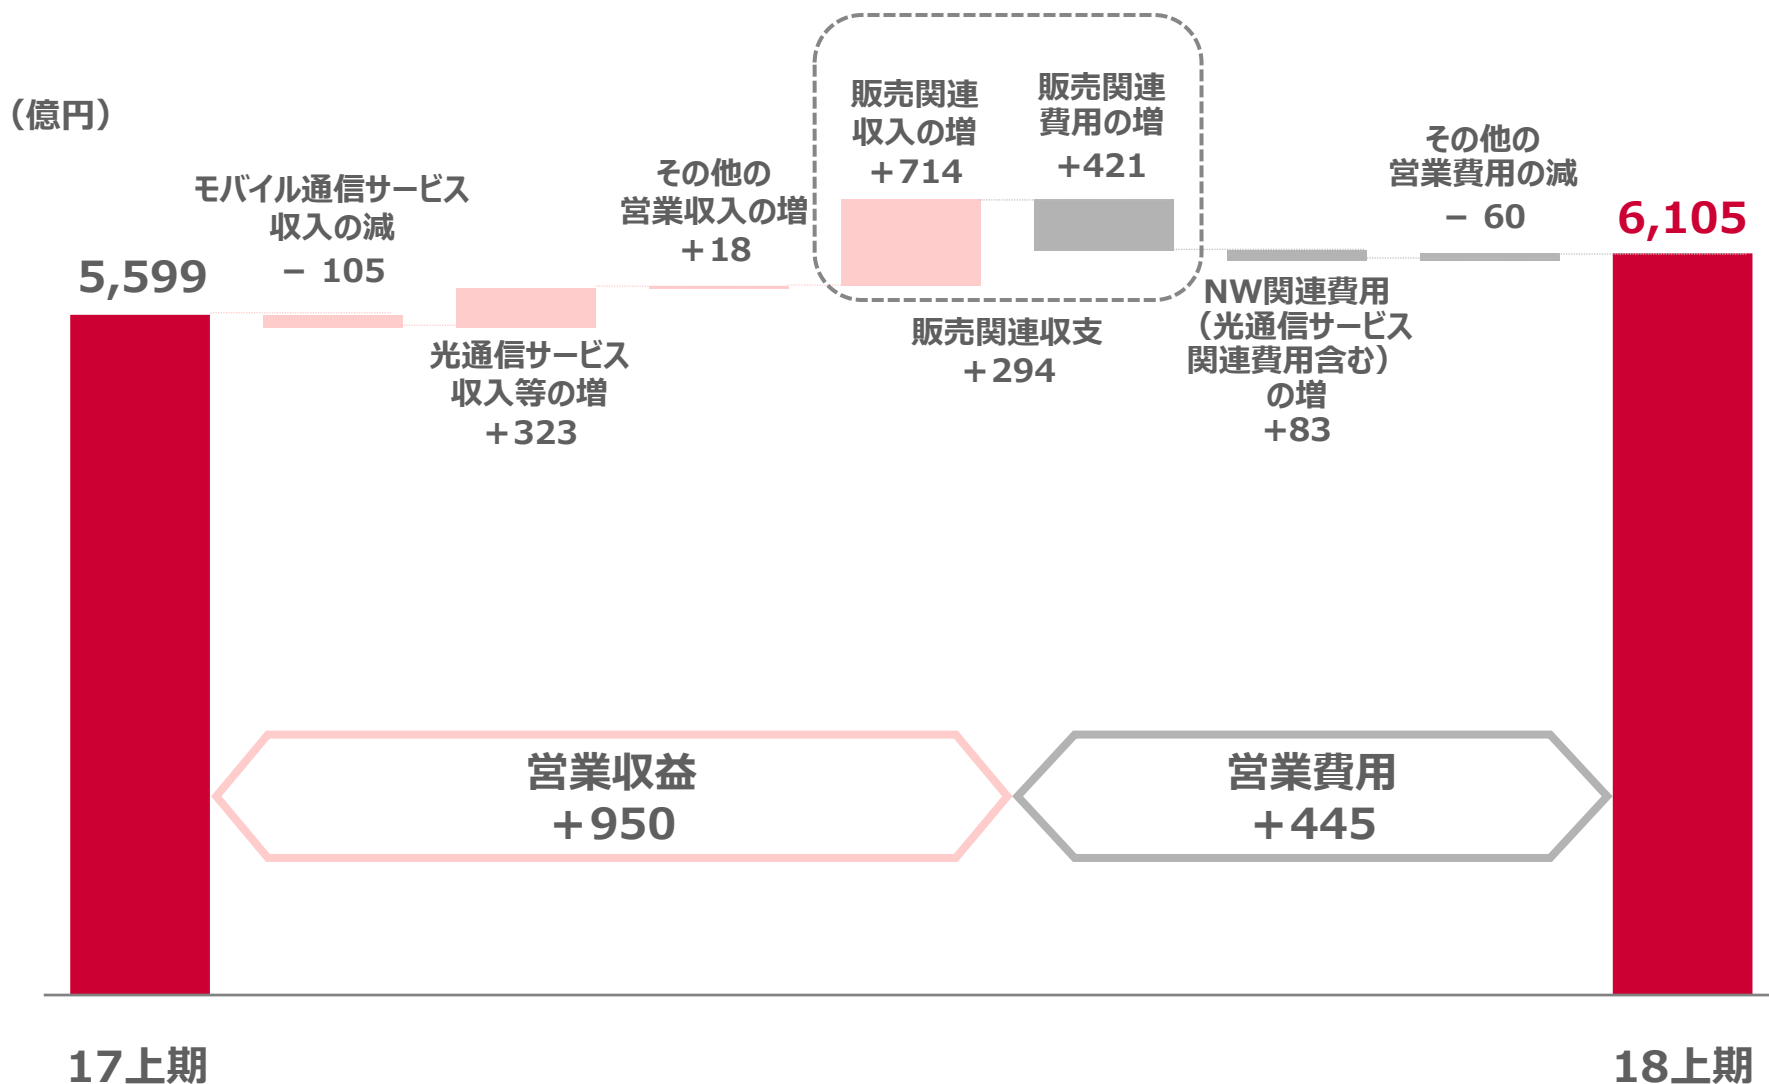 （億円）
5,599
モバイル通信サービス
収入の減
− 105
光通信サービス
収入等の増
+323
その他の
営業収入の増
+18
販売関連
収入の増
+714
販売関連
費用の増
+421
販売関連収支
+294
NW関連費用
（光通信サービス
関連費用含む）
の増
+83
その他の
営業費用の減
− 60
6,105
営業収益
+950
営業費用
+445
17上期
18上期